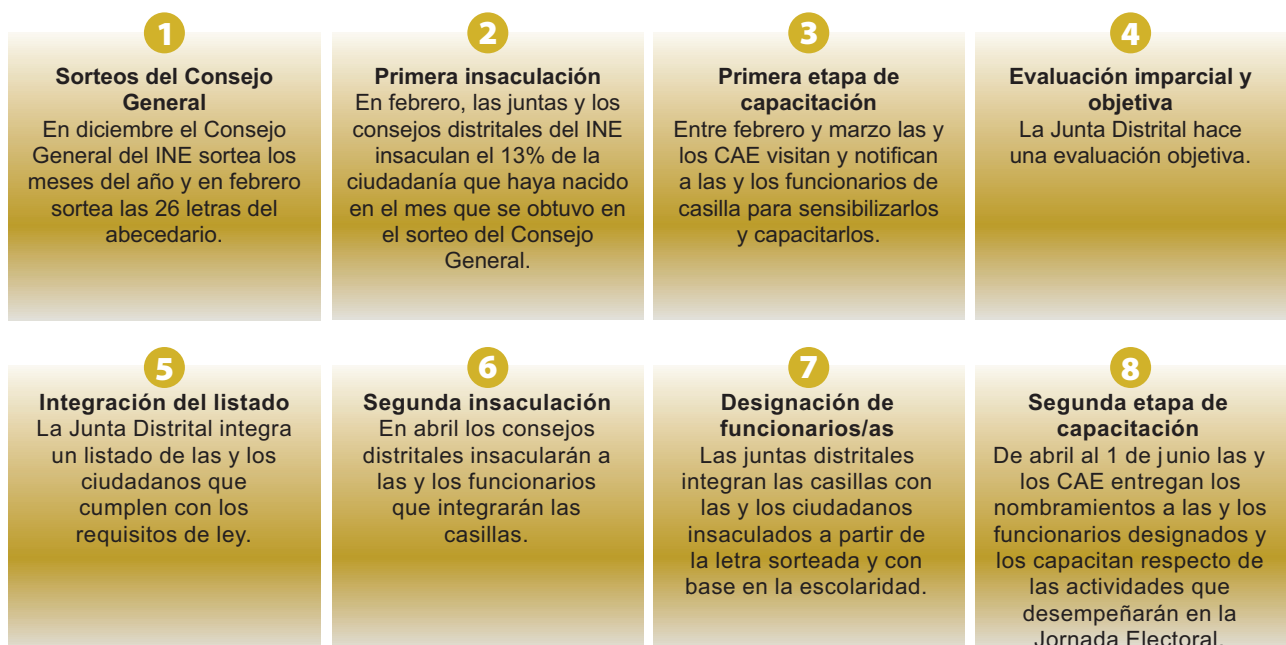 1
Sorteos del Consejo
General
En diciembre el Consejo
General del INE sortea los
meses del año y en febrero
sortea las 26 letras del
abecedario.
2
Primera insaculación
En febrero, las juntas y los
consejos distritales del INE
insaculan el 13% de la
ciudadanía que haya nacido
en el mes que se obtuvo en
el sorteo del Consejo
General.
3
Primera etapa de
capacitación
Entre febrero y marzo las y
los CAE visitan y notifican
a las y los funcionarios de
casilla para sensibilizarlos
y capacitarlos.
4
Evaluación imparcial y
objetiva
La Junta Distrital hace
una evaluación objetiva.
5
Integración del listado
La Junta Distrital integra
un listado de las y los
ciudadanos que
cumplen con los
requisitos de ley.
6
Segunda insaculación
En abril los consejos
distritales insacularán a
las y los funcionarios
que integrarán las
casillas.
7
Designación de
funcionarios/as
Las juntas distritales
integran las casillas con
las y los ciudadanos
insaculados a partir de
la letra sorteada y con
base en la escolaridad.
8
Segunda etapa de
capacitación
De abril al 1 de junio las y
los CAE entregan los
nombramientos a las y los
funcionarios designados y
los capacitan respecto de
las actividades que
desempeñarán en la
Jornada Electoral.